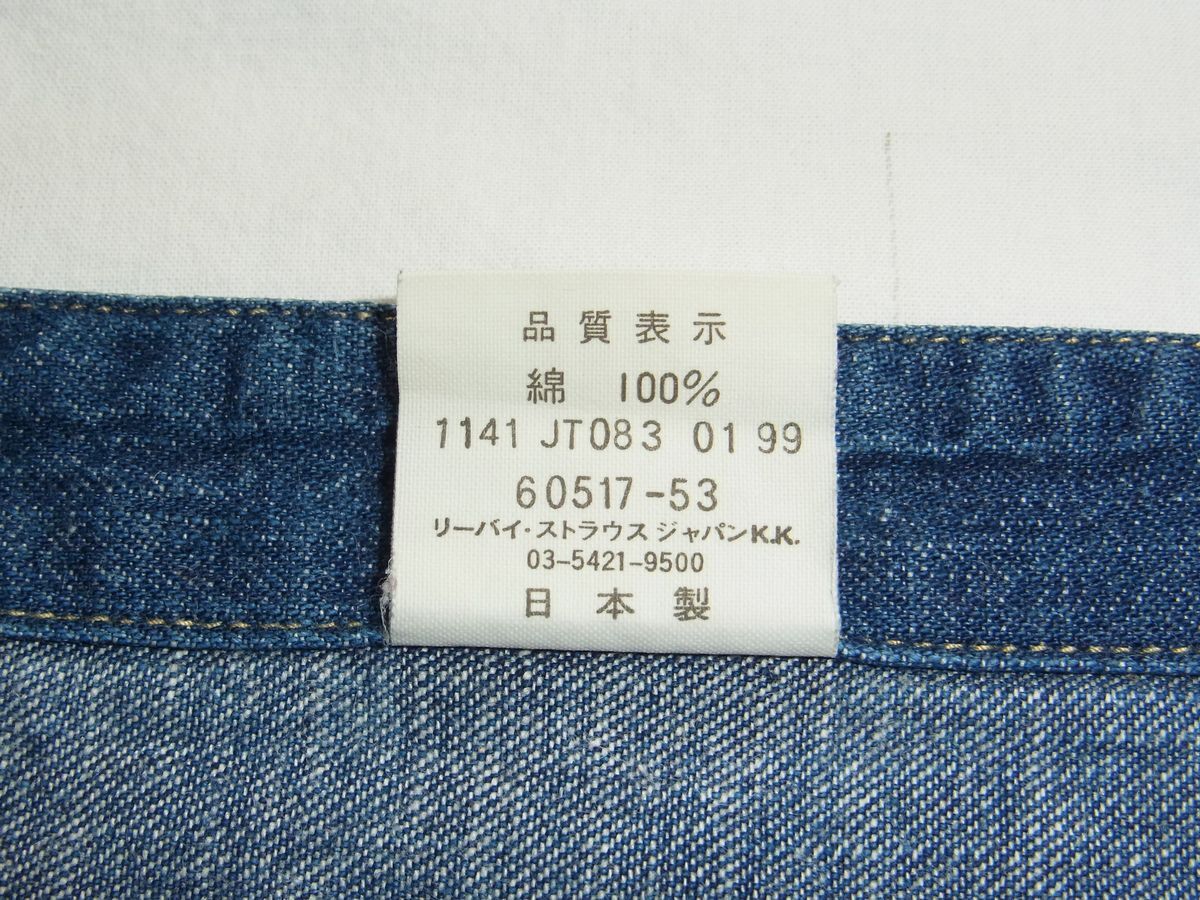 品質表示
綿 100%
1141 JT083 01 99
60517-53
リーバイ・ストラウス ジャパンK.K.
03-5421-9500
日本製